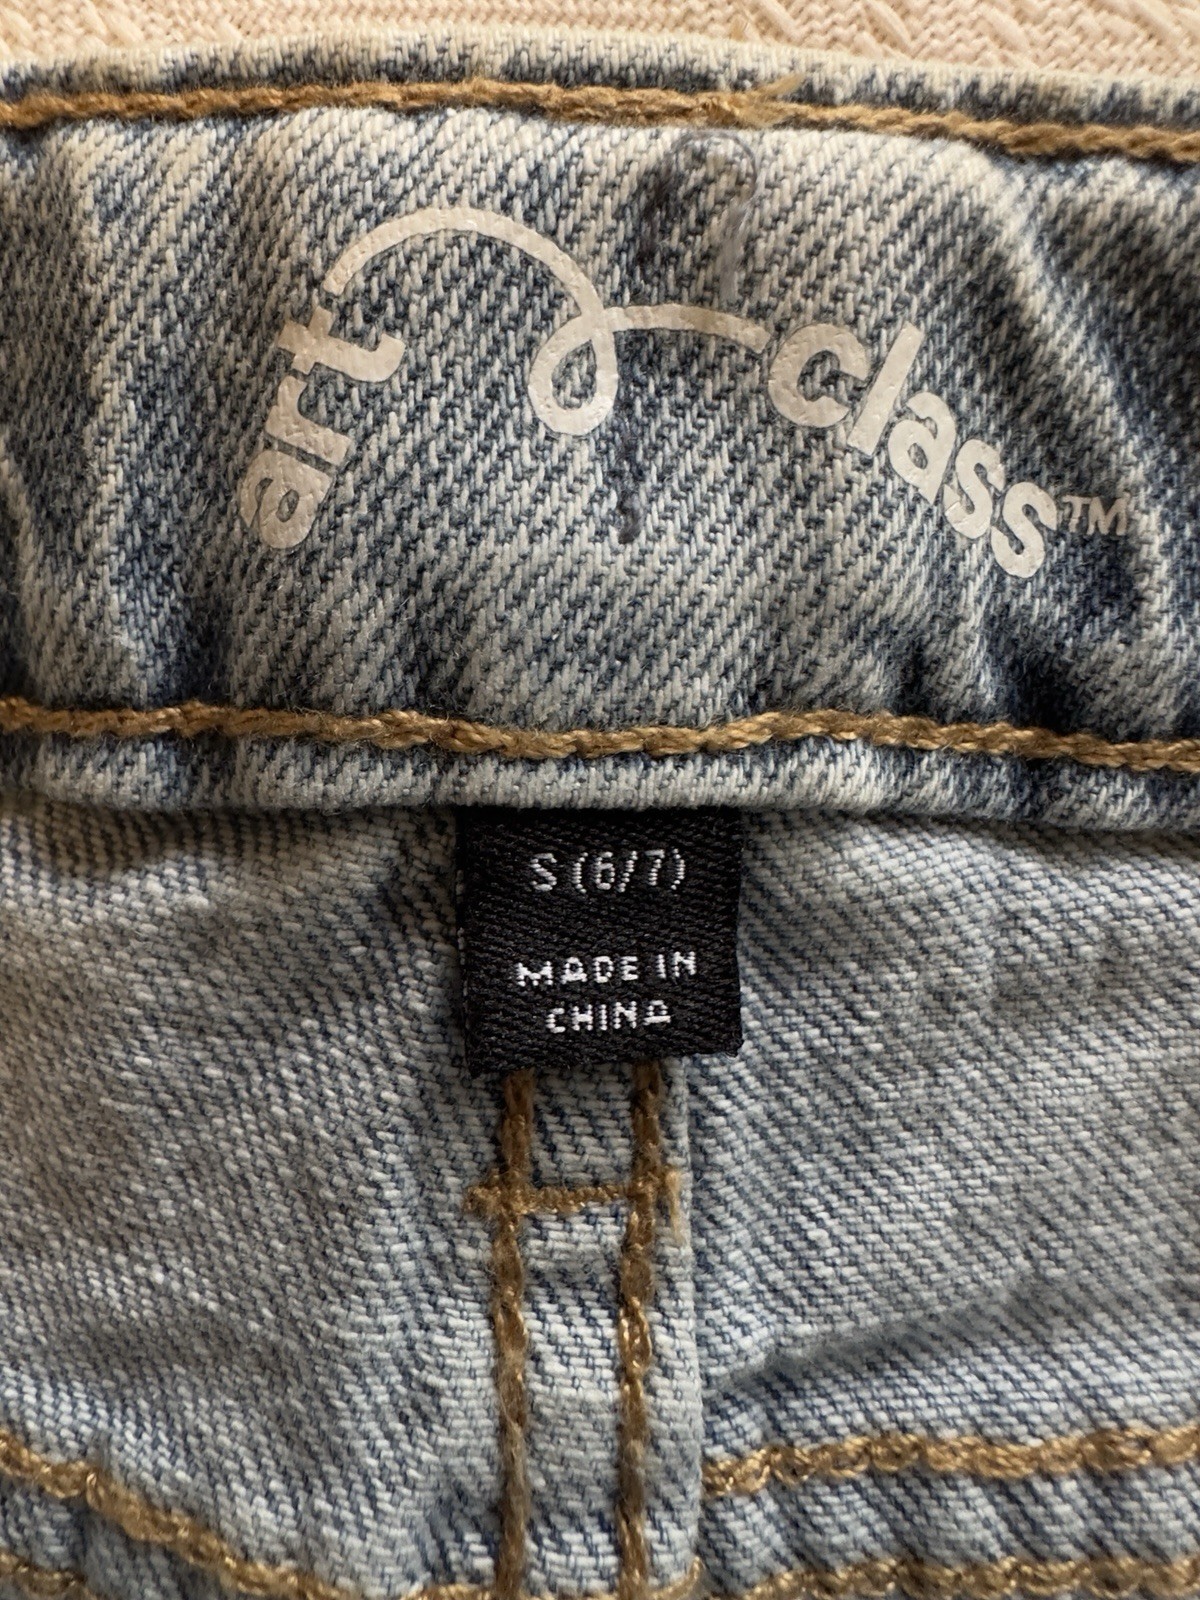 art class™
S (6/7)
MADE IN
CHINA